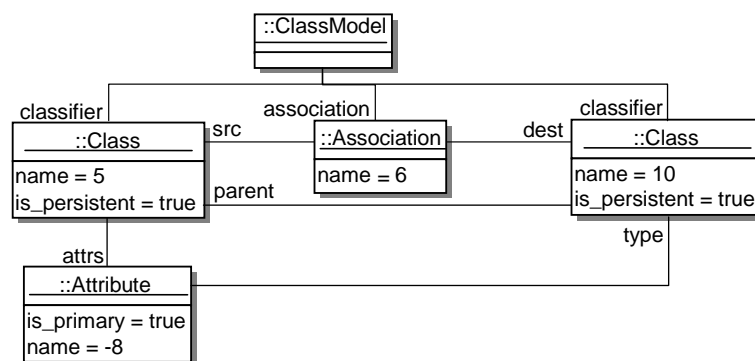 ::ClassModel
classifier
association
classifier
::Class
src
::Association
dest
::Class
name = 5
is_persistent = true
name = 6
name = 10
is_persistent = true
parent
attrs
type
::Attribute
is_primary = true
name = -8